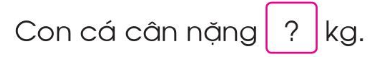 Con cá cân nặng ? kg.